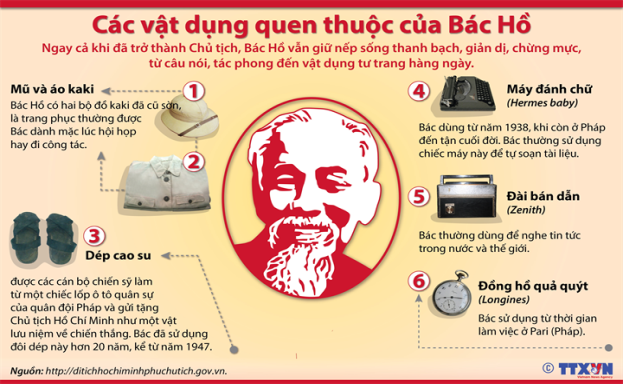 Các vật dụng quen thuộc của Bác Hồ
Ngay cả khi đã trở thành Chủ tịch, Bác Hồ vẫn giữ nếp sống thanh bạch, giản dị, chừng mực,
từ câu nói, tác phong đến vật dụng tư trang hàng ngày.
Mũ và áo kaki
1
Bác Hồ có hai bộ đồ kaki đã cũ sờn,
là trang phục thường được
Bác dành mặc lúc hội họp
hay đi công tác.
2
3
Dép cao su
được các cán bộ chiến sỹ làm
từ một chiếc lốp ô tô quân sự
của quân đội Pháp và gửi tặng
Chủ tịch Hồ Chí Minh như một vật
lưu niệm về chiến thắng. Bác đã sử dụng
đôi dép này hơn 20 năm, kể từ năm 1947.
4
Máy đánh chữ
(Hermes baby)
Bác dùng từ năm 1938, khi còn ở Pháp
đến tận cuối đời. Bác thường sử dụng
chiếc máy này để tự soạn tài liệu.
5
Đài bán dẫn
(Zenith)
Bác thường dùng để nghe tin tức
trong nước và thế giới.
6
Đồng hồ quả quýt
(Longines)
Bác sử dụng từ thời gian
làm việc ở Pari (Pháp).
Nguồn: http://ditichhochiminhphuchutich.gov.vn.
© TTXVN
Vietnam News Agency